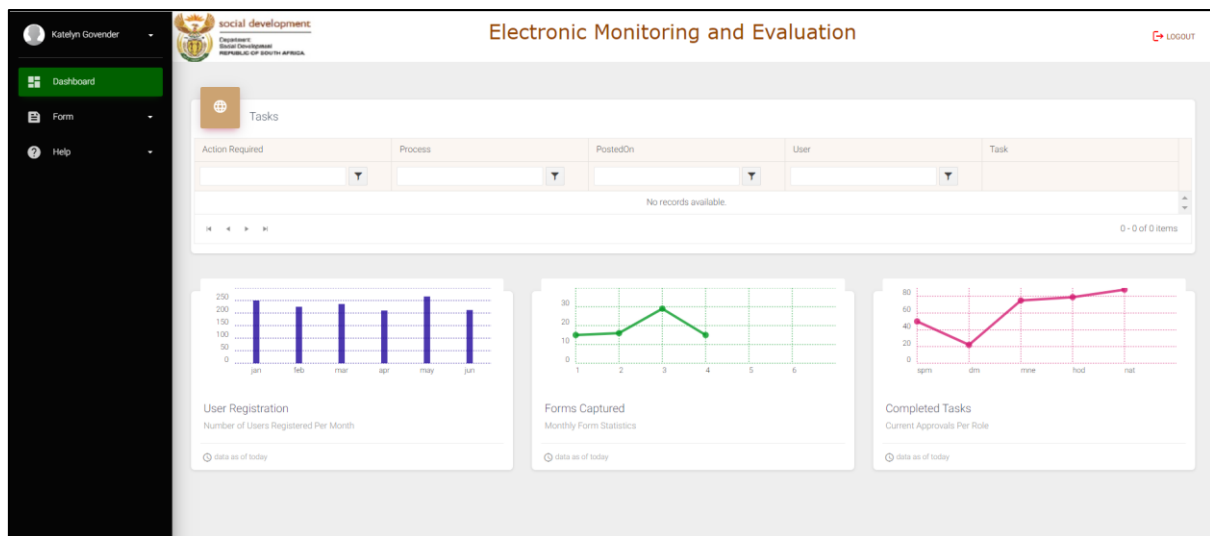 Katelyn Govender
social development
Department:
Social Development
REPUBLIC OF SOUTH AFRICA
Electronic Monitoring and Evaluation
LOGOUT
Dashboard
Form
Help
Tasks
Action Required Process PostedOn User Task
No records available.
0 - 0 of 0 items
250
200
150
100
50
0
jan feb mar apr may jun
User Registration
Number of Users Registered Per Month
data as of today
30
20
10
0
1 2 3 4 5 6
Forms Captured
Monthly Form Statistics
data as of today
80
60
40
20
0
spm dm mne hod nat
Completed Tasks
Current Approvals Per Role
data as of today